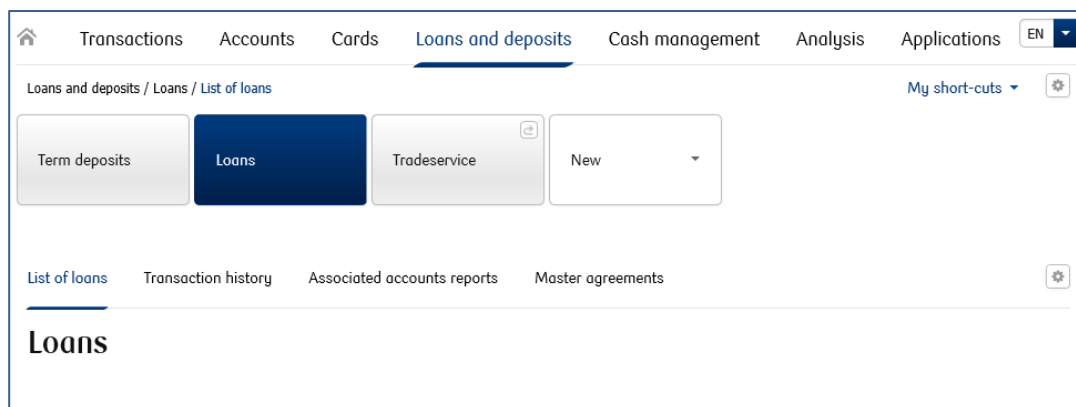 Transactions Accounts Cards Loans and deposits Cash management Analysis Applications EN
Loans and deposits / Loans / List of loans My short-cuts
Term deposits Loans Tradeservice New
List of loans Transaction history Associated accounts reports Master agreements
Loans